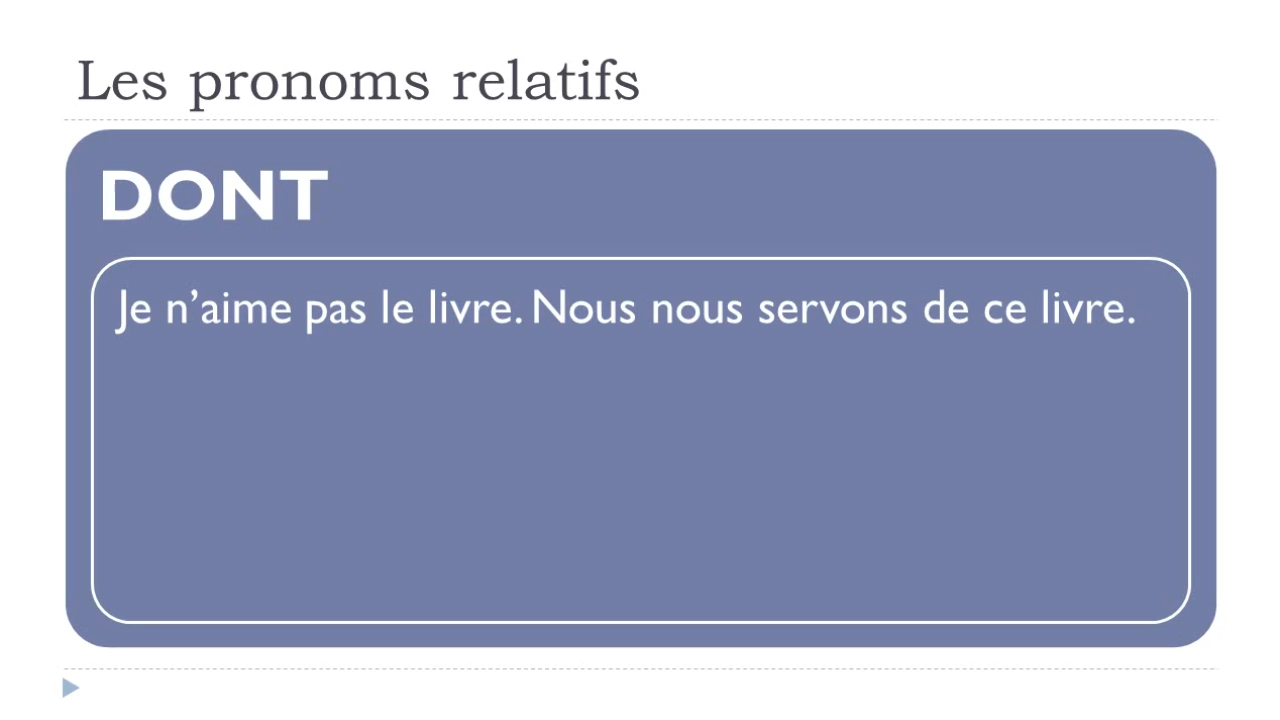 Les pronoms relatifs
DONT
Je n’aime pas le livre. Nous nous servons de ce livre.